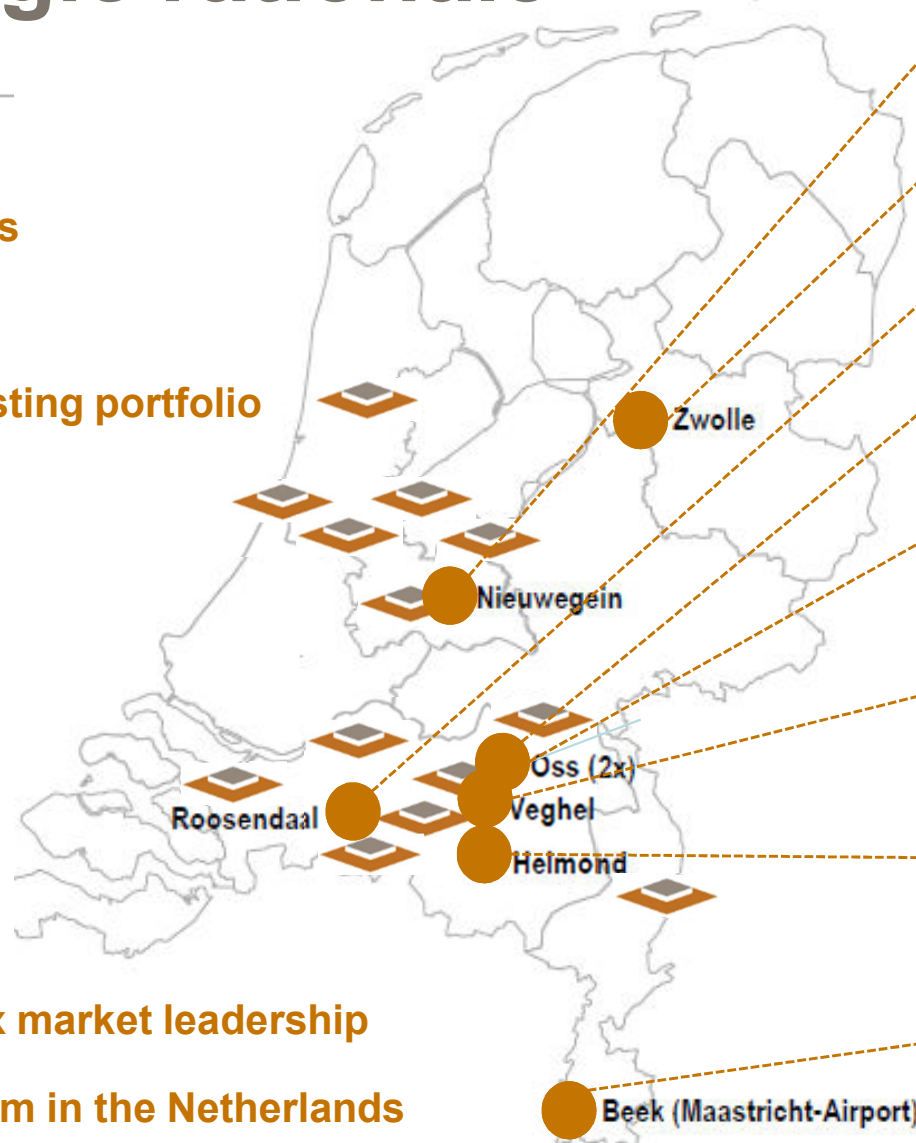 s
sting portfolio
Zwolle
Nieuwegein
Oss (2x)
Veghel
Roosendaal
Helmond
market leadership
m in the Netherlands
Beek (Maastricht-Airport)